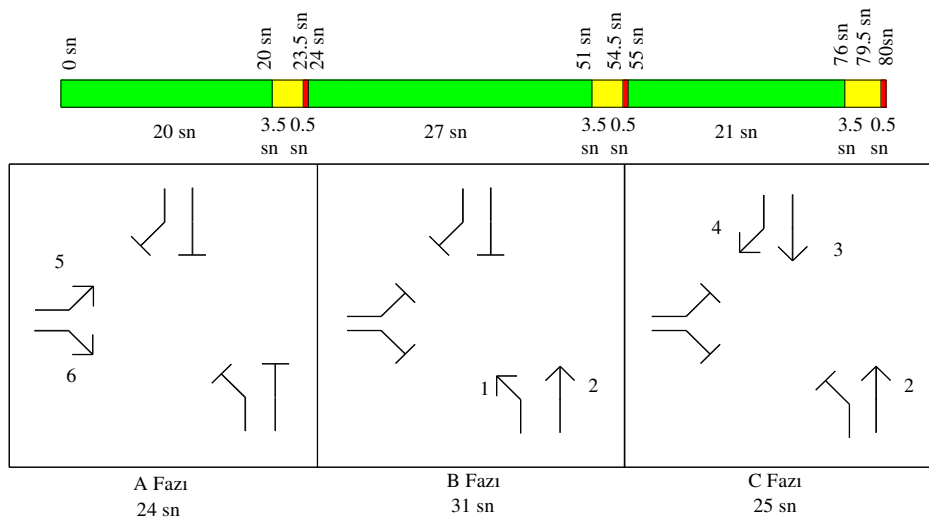 0 sn
20 sn
23.5 sn
24 sn
51 sn
54.5 sn
55 sn
76 sn
79.5 sn
80sn
20 sn
3.5 0.5
sn sn
27 sn
3.5 0.5
sn sn
21 sn
3.5 0.5
sn sn
5
6
1
2
4
3
2
A Fazı
24 sn
B Fazı
31 sn
C Fazı
25 sn